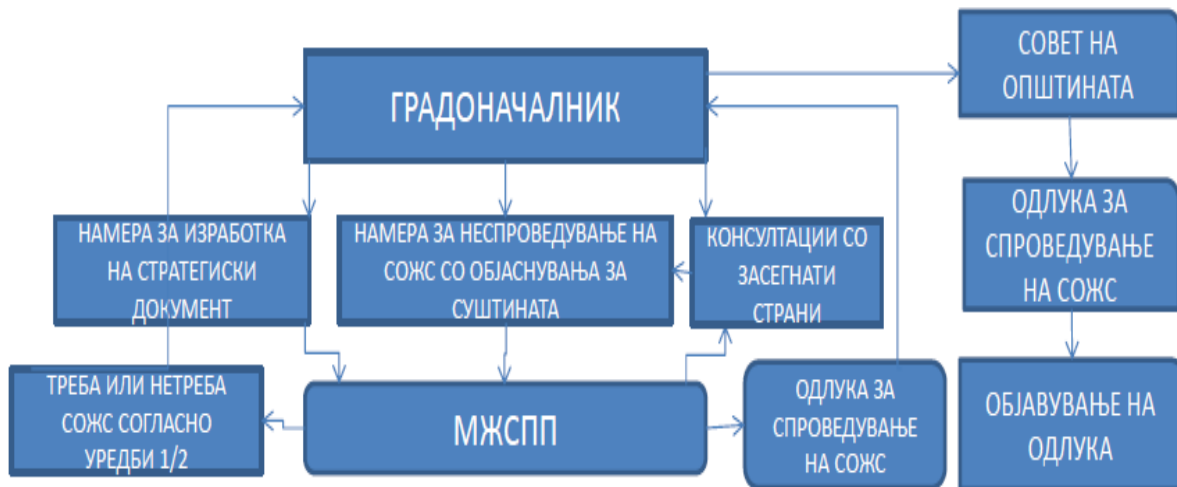 ГРАДОНАЧАЛНИК
СОВЕТ НА
ОПШТИНАТА
НАМЕРА ЗА ИЗРАБОТКА
НА СТРАТЕГИСКИ
ДОКУМЕНТ
НАМЕРА ЗА НЕСПРОВЕДУВАЊЕ НА
СОЖС СО ОБЈАСНУВАЊА ЗА
СУШТИНАТА
КОНСУЛТАЦИИ СО
ЗАСЕГНАТИ
СТРАНИ
ОДЛУКА ЗА
СПРОВЕДУВАЊЕ
НА СОЖС
ТРЕБА ИЛИ НЕТРЕБА
СОЖС СОГЛАСНО
УРЕДБИ 1/2
МЖСПП
ОДЛУКА ЗА
СПРОВЕДУВАЊЕ
НА СОЖС
ОБЈАВУВАЊЕ НА
ОДЛУКА